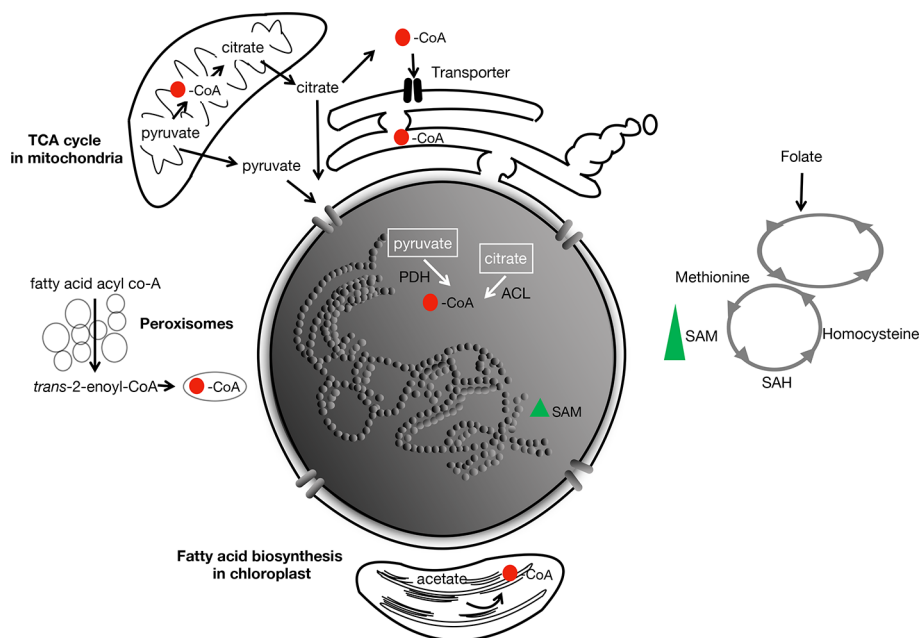 -CoA
citrate
Transporter
-CoA
citrate
pyruvate
TCA cycle
in mitochondria
-CoA
pyruvate
Folate
pyruvate
citrate
PDH
ACL
-CoA
fatty acid acyl co-A
Peroxisomes
trans-2-enoyl-CoA
-CoA
Methionine
SAM
Homocysteine
SAH
SAM
Fatty acid biosynthesis
in chloroplast
acetate
-CoA